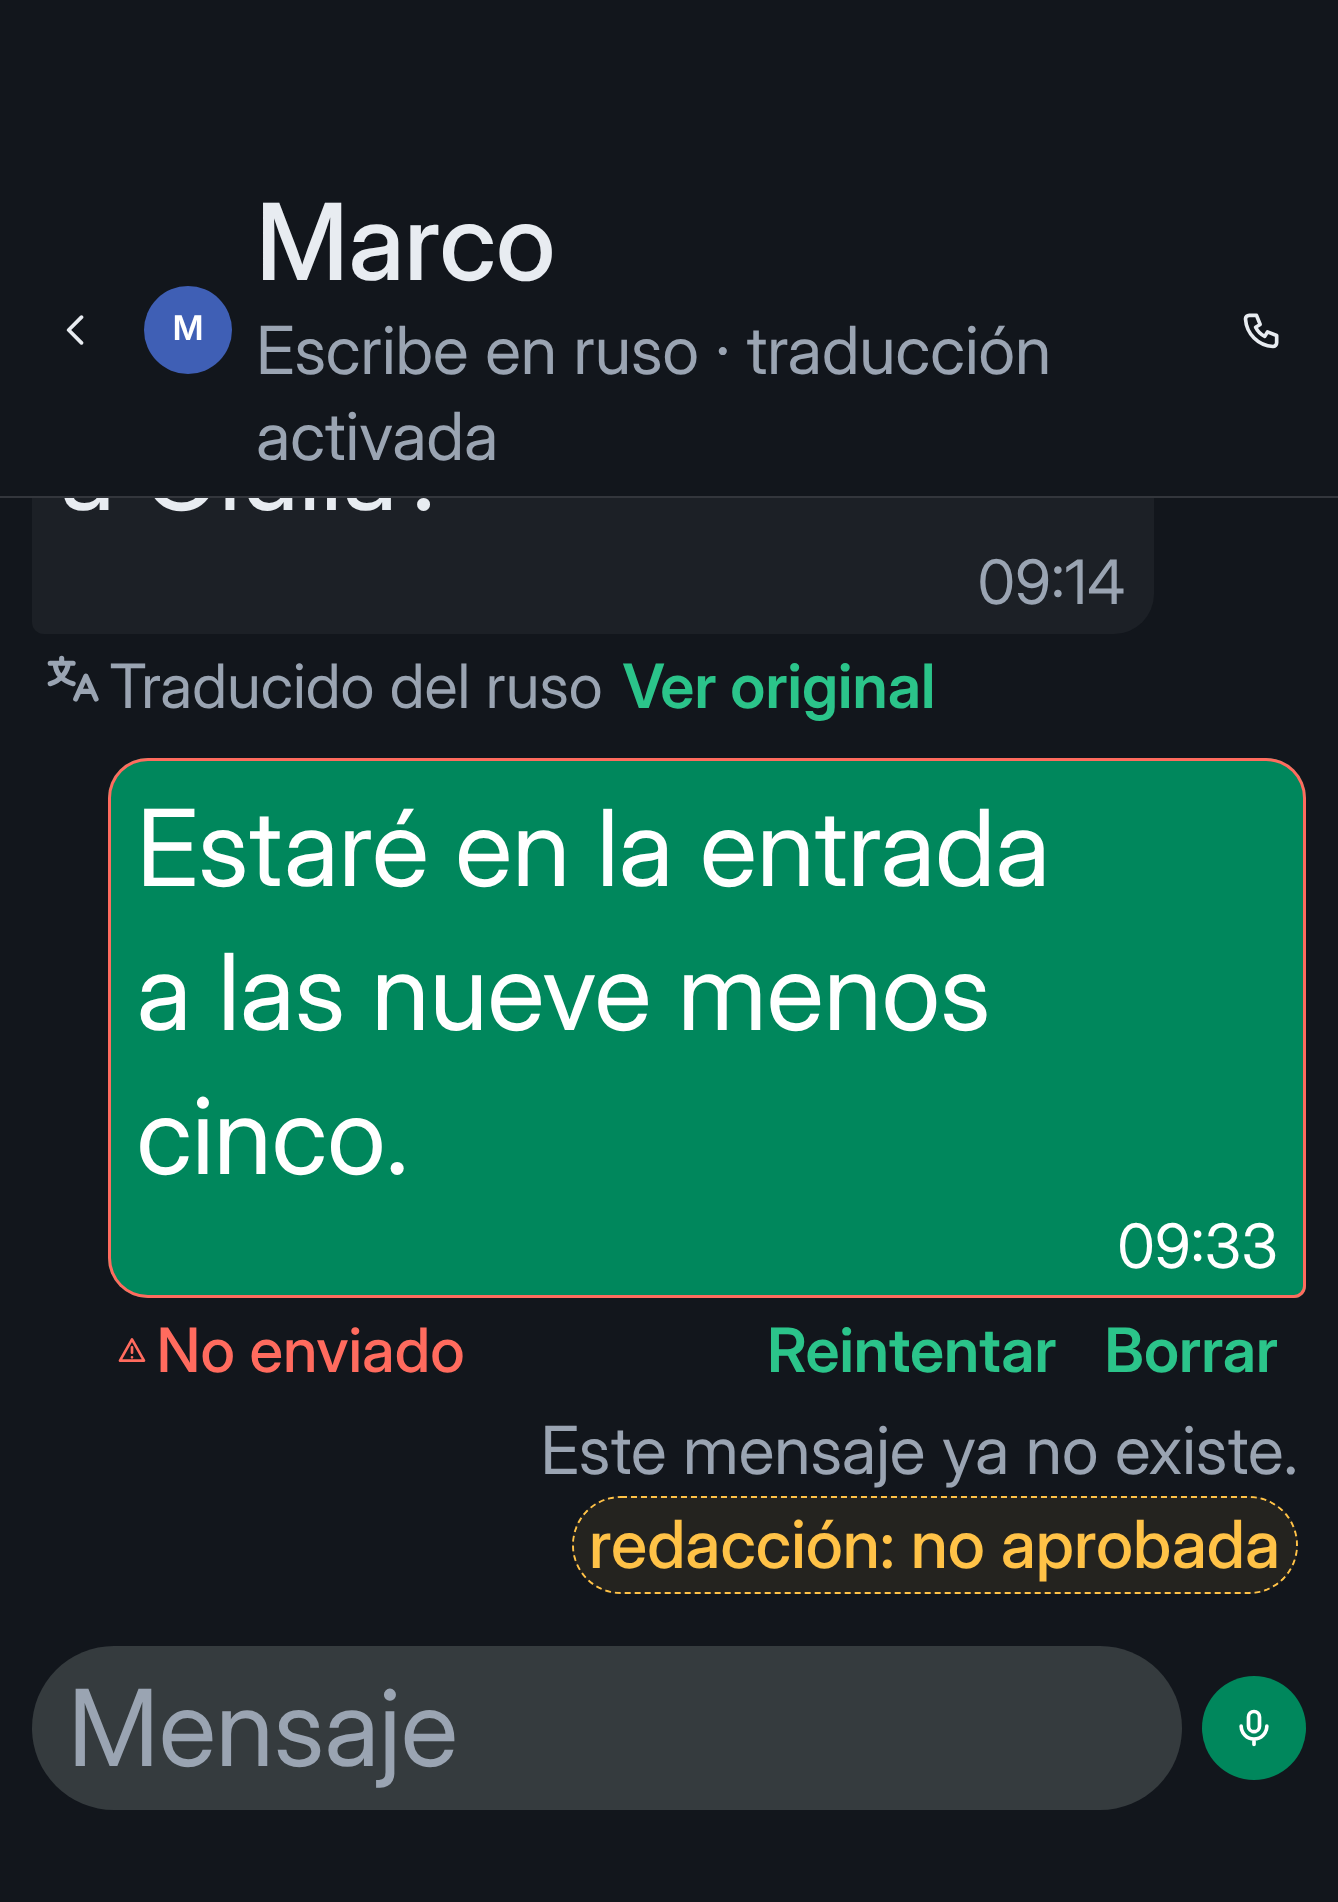 Marco
M
Escribe en ruso · traducción
activada
09:14
Traducido del ruso Ver original
Estaré en la entrada
a las nueve menos
cinco.
09:33
No enviado Reintentar Borrar
Este mensaje ya no existe.
redacción: no aprobada
Mensaje